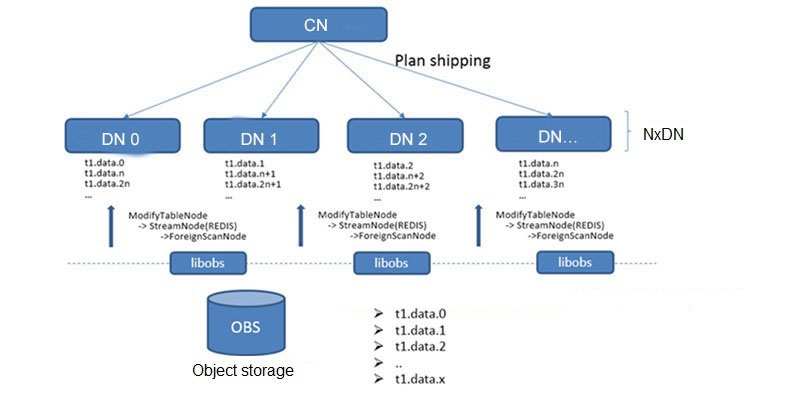 CN
Plan shipping
DN 0
DN 1
DN 2
DN...
NxDN
t1.data.0
t1.data.n
t1.data.2n
...
t1.data.1
t1.data.n+1
t1.data.2n+1
...
t1.data.2
t1.data.n+2
t1.data.2n+2
...
t1.data.n
t1.data.2n
t1.data.3n
...
ModifyTableNode
-> StreamNode(REDIS)
->ForeignScanNode
ModifyTableNode
-> StreamNode(REDIS)
->ForeignScanNode
ModifyTableNode
-> StreamNode(REDIS)
->ForeignScanNode
libobs
libobs
libobs
OBS
Object storage
➢ t1.data.0
➢ t1.data.1
➢ t1.data.2
➢ ..
➢ t1.data.x